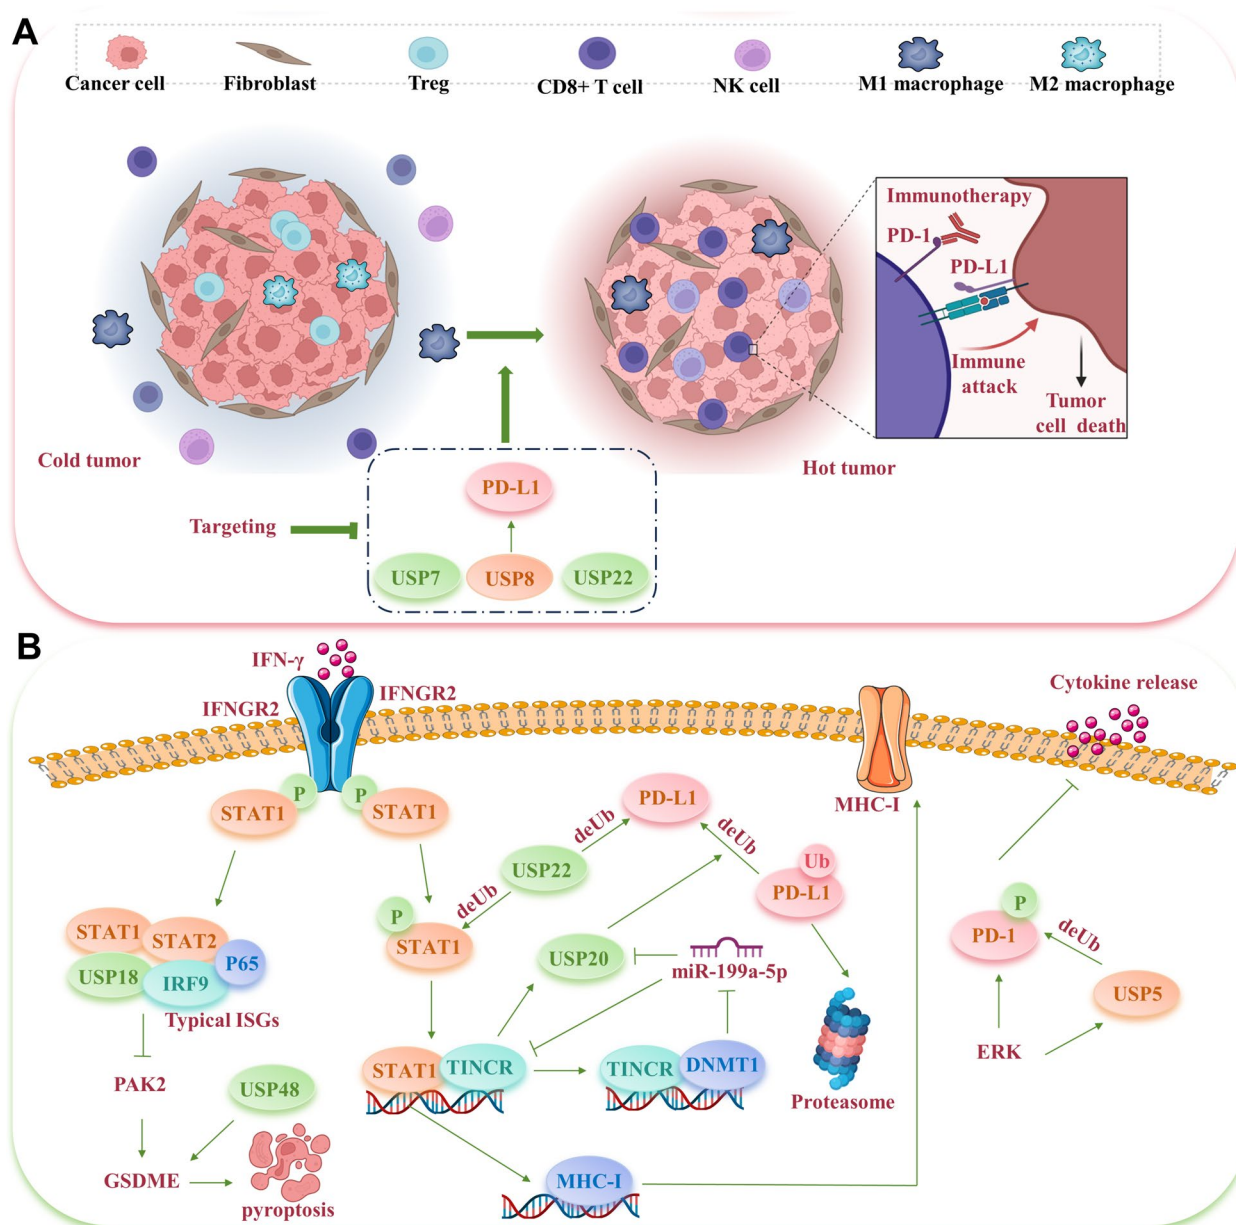 A
Cancer cell
Fibroblast
Treg
CD8+ T cell
NK cell
M1 macrophage
M2 macrophage
Immunotherapy
PD-1
PD-L1
Immune
attack
Tumor
cell death
Cold tumor
Hot tumor
PD-L1
Targeting
USP7
USP8
USP22
B
IFN-γ
IFNGR2
IFNGR2
Cytokine release
P
P
STAT1
STAT1
PD-L1
MHC-I
deUb
deUb
USP22
Ub
PD-L1
deUb
P
STAT1
P
PD-1
deUb
STAT1
STAT2
P65
USP18
IRF9
Typical ISGs
USP20
miR-199a-5p
USP5
ERK
PAK2
USP48
STAT1
TINCR
TINCR
DNMT1
Proteasome
GSDME
pyroptosis
MHC-I